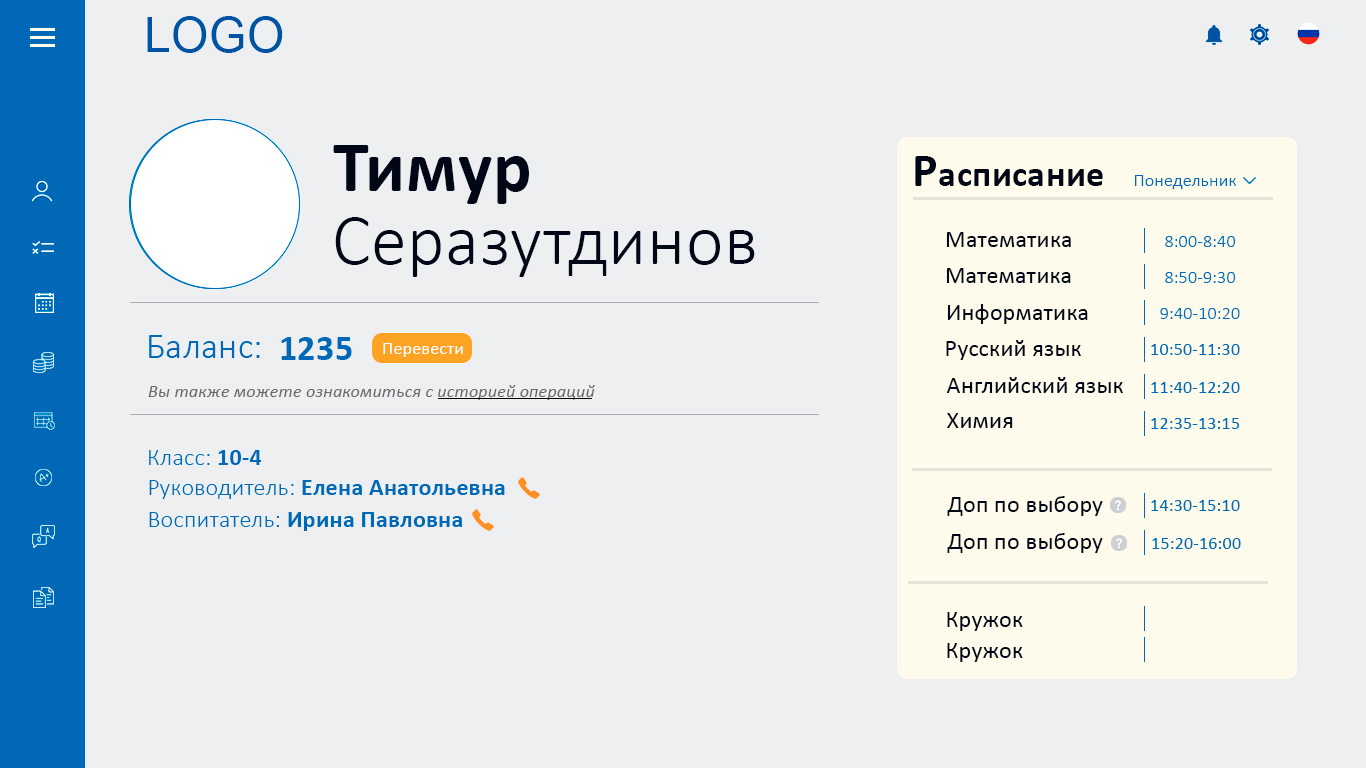 LOGO
Тимур
Серазутдинов
Баланс: 1235 Перевести
Вы также можете ознакомиться с историей операций
Класс: 10-4
Руководитель: Елена Анатольевна
Воспитатель: Ирина Павловна
Расписание Понедельник
Математика 8:00-8:40
Математика 8:50-9:30
Информатика 9:40-10:20
Русский язык 10:50-11:30
Английский язык 11:40-12:20
Химия 12:35-13:15
Доп по выбору ? 14:30-15:10
Доп по выбору ? 15:20-16:00
Кружок
Кружок